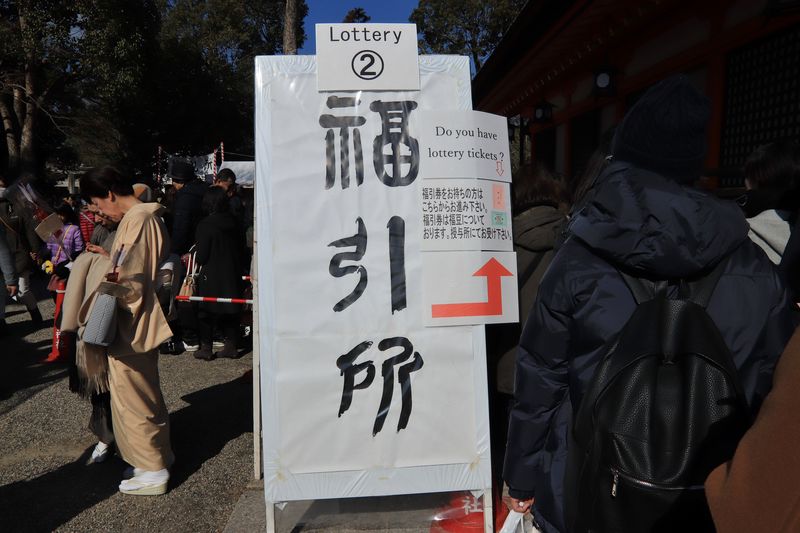 Lottery
②
福引所
Do you have
lottery tickets?
福引券をお持ちの方は
こちらからお進み下さい。
福引券は福豆について
おります。授与所にてお受け下さい。
社